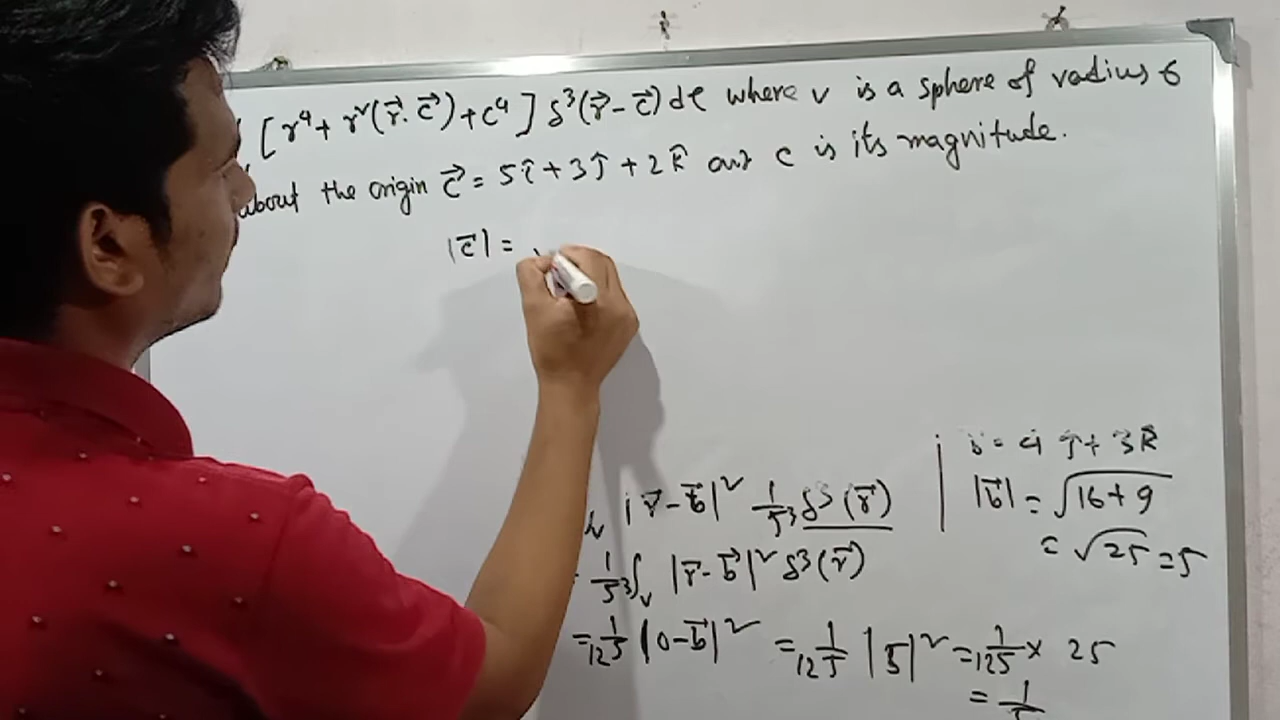 [r⁴ + r²(r⃗.c⃗) + c⁴] δ³(r⃗ - c⃗) dτ where v is a sphere of radius 6
about the origin c⃗ = 5î + 3ĵ + 2k̂ and c is its magnitude.
|c⃗| =
b = 4 ĵ + 3k̂
|b⃗| = √16+9
= √25 = 5
∫v |r⃗ - b⃗|² 1/5³ δ³(r⃗)
= 1/5³ ∫v |r⃗ - b⃗|² δ³(r⃗)
= 1/125 |0 - b⃗|² = 1/125 |5|² = 1/125 × 25
= 1/5